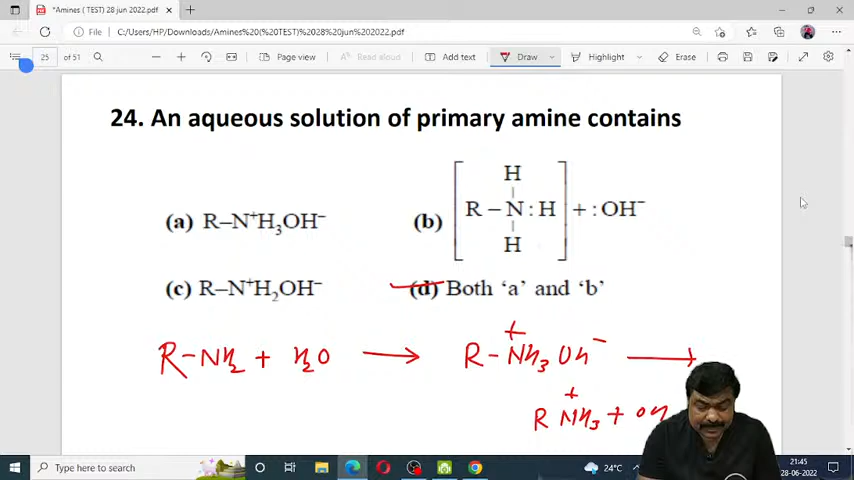 *Amines ( TEST) 28 jun 2022.pdf
File
C:/Users/HP/Downloads/Amines%20(%20TEST)%2028%20jun%202022.pdf
25 of 51
Page view
Read aloud
Add text
Draw
Highlight
Erase
24. An aqueous solution of primary amine contains
(a) R–N⁺H₃OH⁻
(b) [R – N : H] + : OH⁻
H
H
(c) R–N⁺H₂OH⁻
(d) Both ‘a’ and ‘b’
R-NH₂ + H₂O → R-N⁺H₃ OH⁻ →
R N⁺H₃ + OH
Type here to search
24°C
21:45
28-06-2022